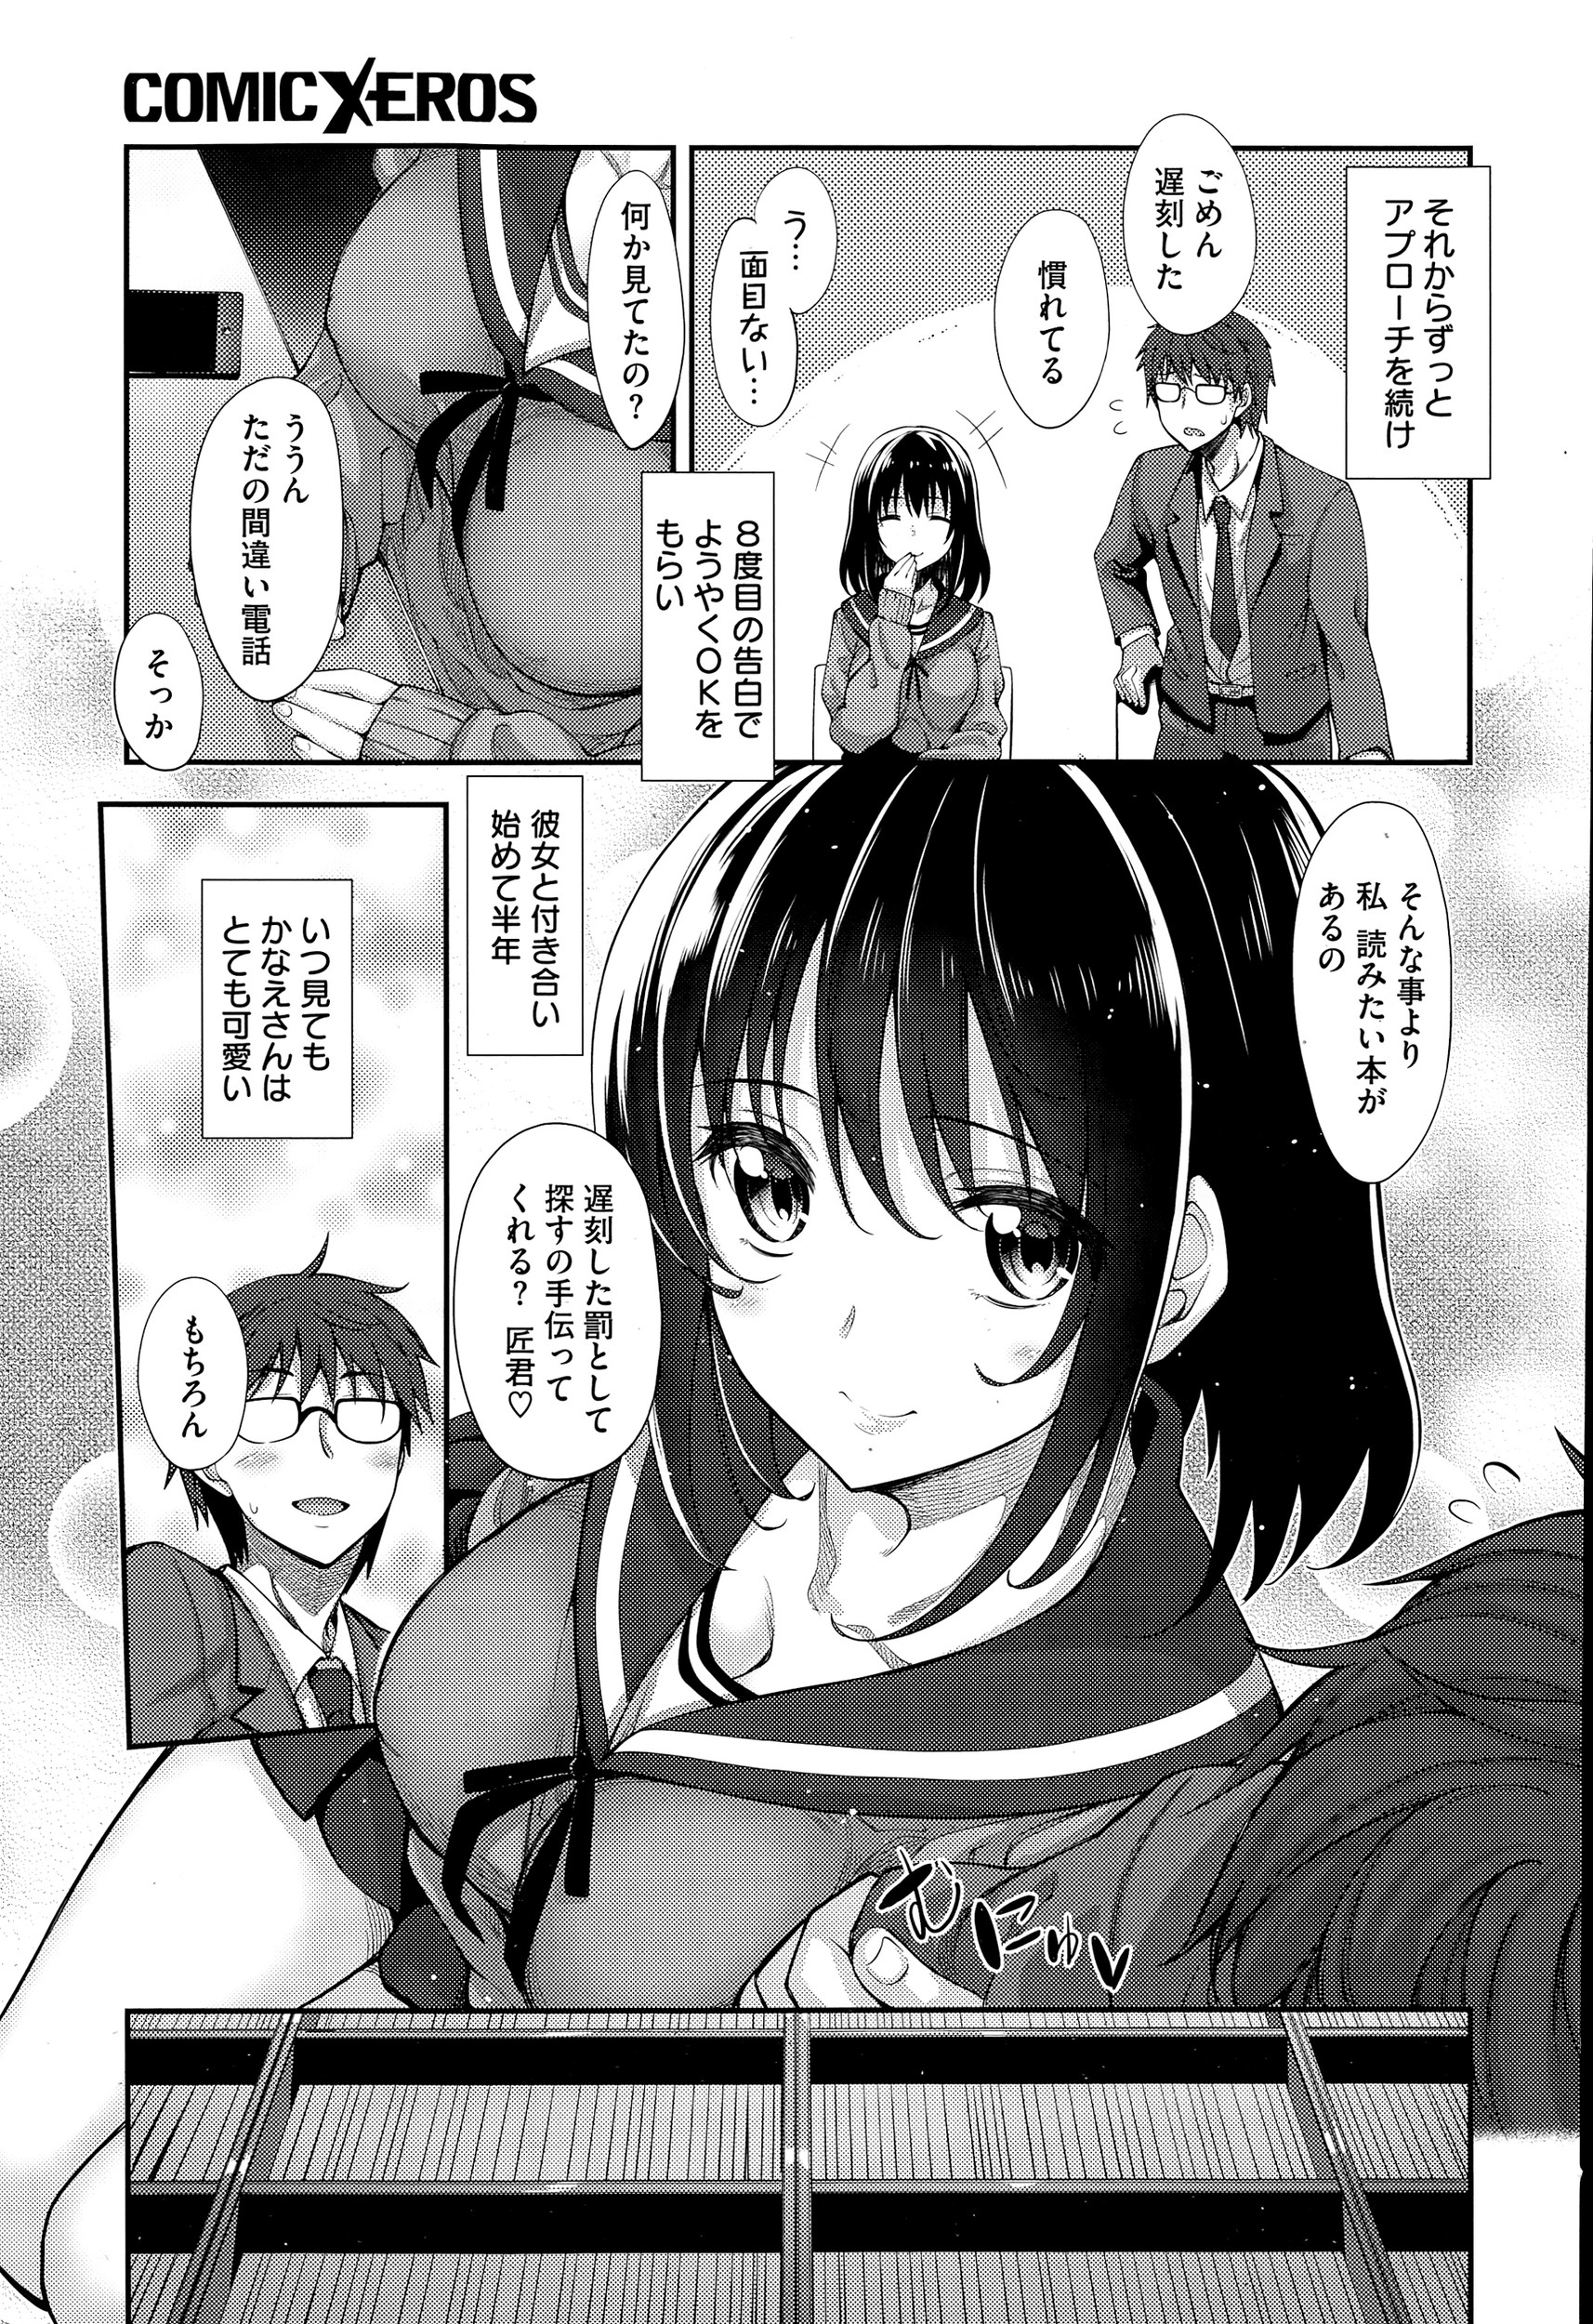 COMIC XEROS
それからずっと
アプローチを続け
ごめん
遅刻した
慣れてる
う…
面目ない…
8度目の告白で
ようやくOKを
もらい
何か見てたの?
ううん
ただの間違い電話
そっか
そんな事より
私 読みたい本が
あるの
彼女と付き合い
始めて半年
遅刻した罰として
探すの手伝って
くれる? 匠君♡
むにゅ♥
いつ見ても
かなえさんは
とても可愛い
もちろん